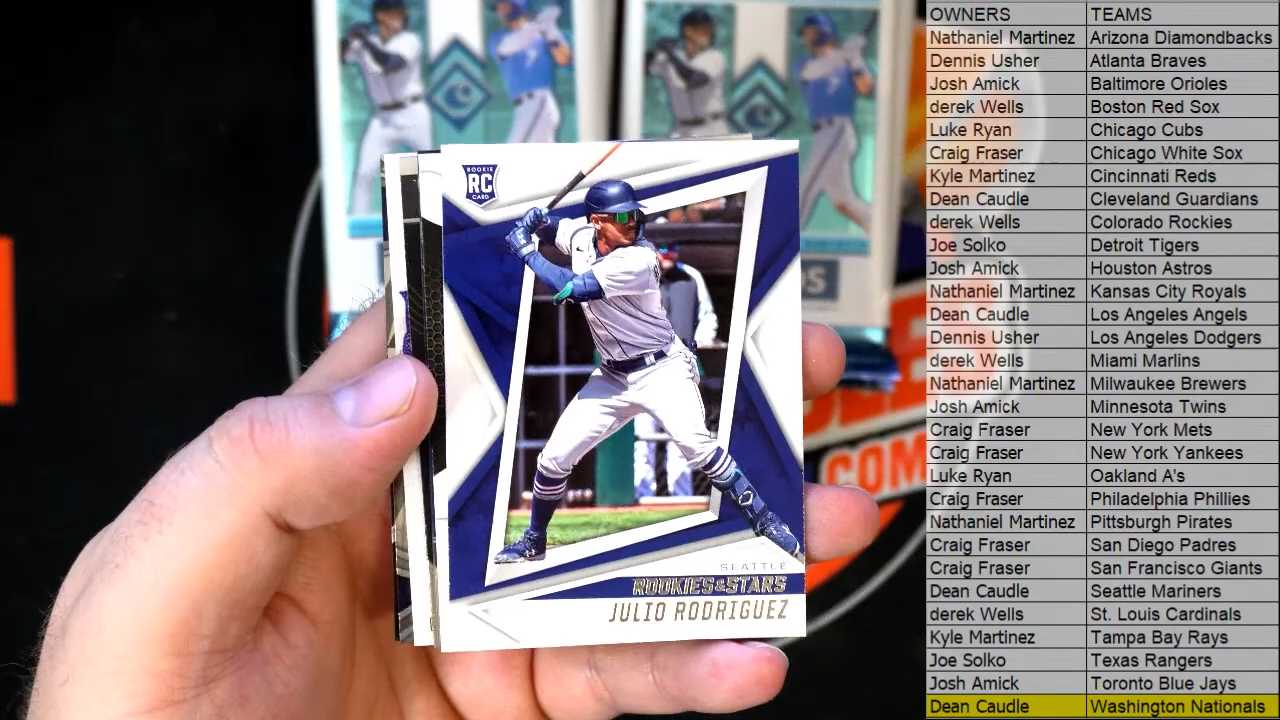 ROOKIE
RC
CARD
SEATTLE
ROOKIES&STARS
JULIO RODRIGUEZ
COM
OWNERS TEAMS
Nathaniel Martinez Arizona Diamondbacks
Dennis Usher Atlanta Braves
Josh Amick Baltimore Orioles
derek Wells Boston Red Sox
Luke Ryan Chicago Cubs
Craig Fraser Chicago White Sox
Kyle Martinez Cincinnati Reds
Dean Caudle Cleveland Guardians
derek Wells Colorado Rockies
Joe Solko Detroit Tigers
Josh Amick Houston Astros
Nathaniel Martinez Kansas City Royals
Dean Caudle Los Angeles Angels
Dennis Usher Los Angeles Dodgers
derek Wells Miami Marlins
Nathaniel Martinez Milwaukee Brewers
Josh Amick Minnesota Twins
Craig Fraser New York Mets
Craig Fraser New York Yankees
Luke Ryan Oakland A's
Craig Fraser Philadelphia Phillies
Nathaniel Martinez Pittsburgh Pirates
Craig Fraser San Diego Padres
Craig Fraser San Francisco Giants
Dean Caudle Seattle Mariners
derek Wells St. Louis Cardinals
Kyle Martinez Tampa Bay Rays
Joe Solko Texas Rangers
Josh Amick Toronto Blue Jays
Dean Caudle Washington Nationals